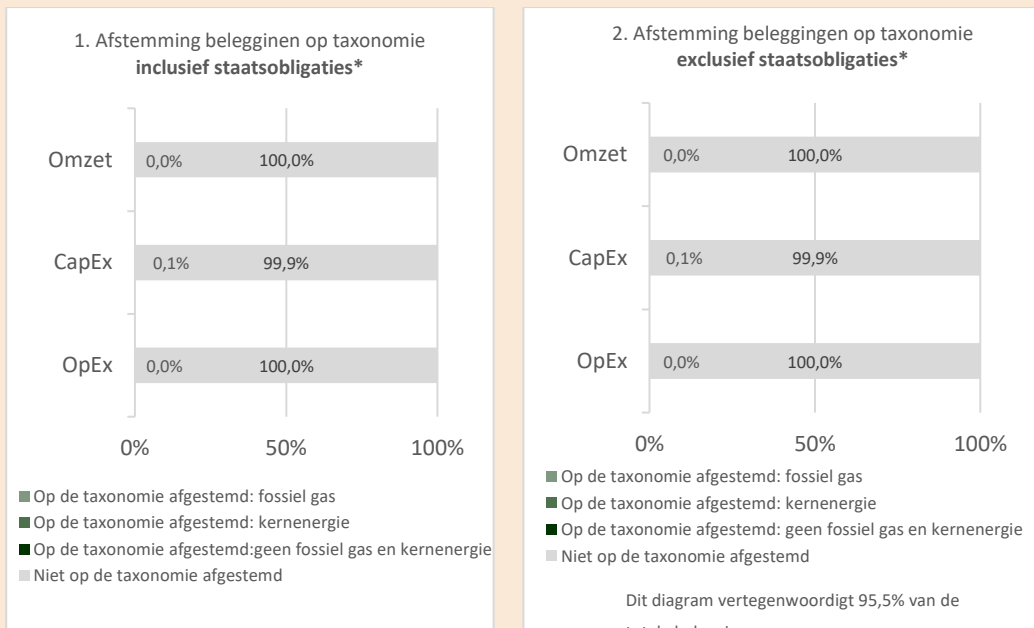 1. Afstemming belegginen op taxonomie
inclusief staatsobligaties*
Omzet
0,0%
100,0%
CapEx
0,1%
99,9%
OpEx
0,0%
100,0%
0%
50%
100%
Op de taxonomie afgestemd: fossiel gas
Op de taxonomie afgestemd: kernenergie
Op de taxonomie afgestemd:geen fossiel gas en kernenergie
Niet op de taxonomie afgestemd
2. Afstemming beleggingen op taxonomie
exclusief staatsobligaties*
Omzet
0,0%
100,0%
CapEx
0,1%
99,9%
OpEx
0,0%
100,0%
0%
50%
100%
Op de taxonomie afgestemd: fossiel gas
Op de taxonomie afgestemd: kernenergie
Op de taxonomie afgestemd: geen fossiel gas en kernenergie
Niet op de taxonomie afgestemd
Dit diagram vertegenwoordigt 95,5% van de